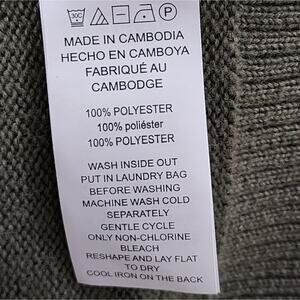 30C
P
MADE IN CAMBODIA
HECHO EN CAMBOYA
FABRIQUÉ AU
CAMBODGE
100% POLYESTER
100% poliéster
100% POLYESTER
WASH INSIDE OUT
PUT IN LAUNDRY BAG
BEFORE WASHING
MACHINE WASH COLD
SEPARATELY
GENTLE CYCLE
ONLY NON-CHLORINE
BLEACH
RESHAPE AND LAY FLAT
TO DRY
COOL IRON ON THE BACK